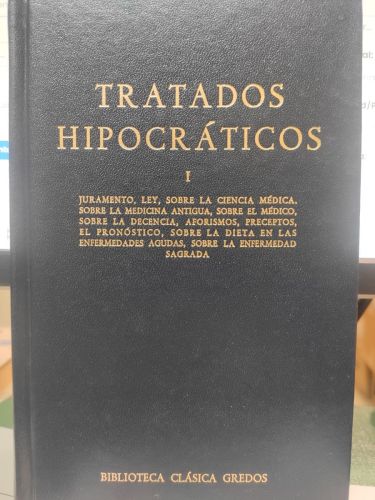 TRATADOS
HIPOCRÁTICOS
I
JURAMENTO, LEY, SOBRE LA CIENCIA MÉDICA.
SOBRE LA MEDICINA ANTIGUA, SOBRE EL MÉDICO,
SOBRE LA DECENCIA, AFORISMOS, PRECEPTOS,
EL PRONÓSTICO, SOBRE LA DIETA EN LAS
ENFERMEDADES AGUDAS, SOBRE LA ENFERMEDAD
SAGRADA
BIBLIOTECA CLÁSICA GREDOS